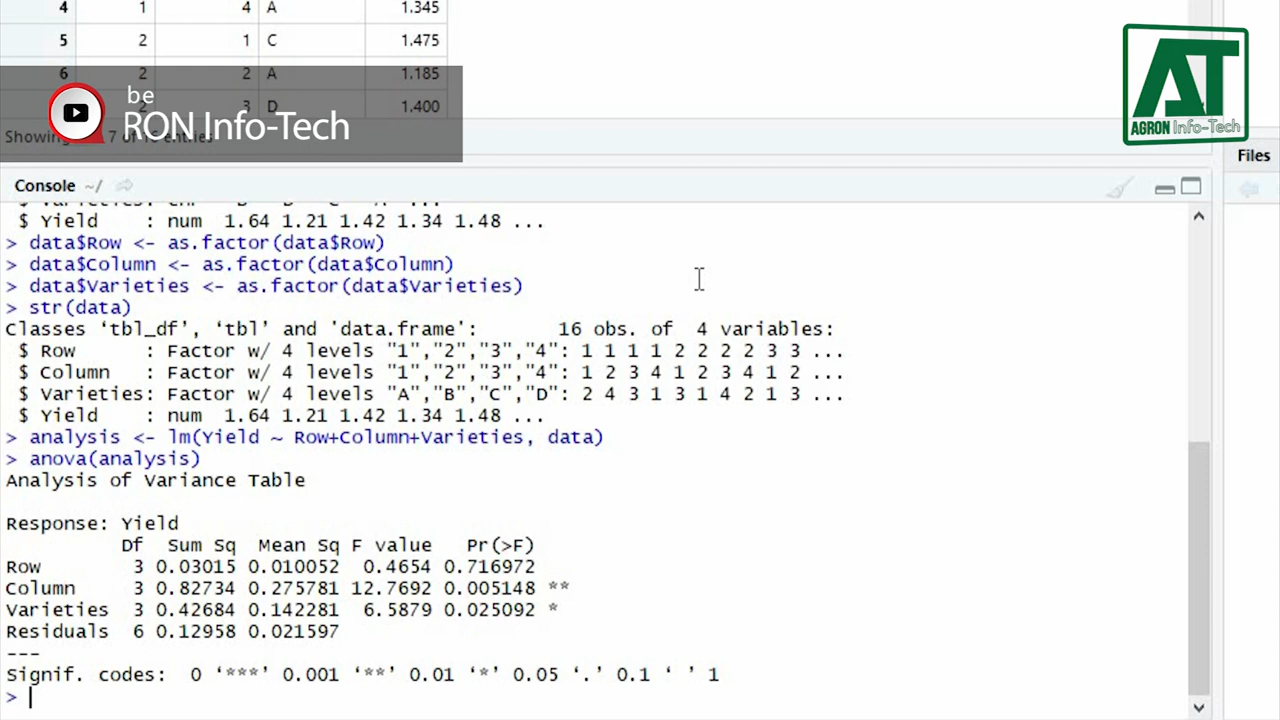 4 1 4 A 1.345
5 2 1 C 1.475
6 2 2 A 1.185
3 D 1.400
be
RON Info-Tech
AT
AGRON Info-Tech
Files
Console ~/
$ Yield : num 1.64 1.21 1.42 1.34 1.48 ...
> data$Row <- as.factor(data$Row)
> data$Column <- as.factor(data$Column)
> data$Varieties <- as.factor(data$Varieties)
> str(data)
Classes ‘tbl_df’, ‘tbl’ and 'data.frame': 16 obs. of 4 variables:
$ Row : Factor w/ 4 levels "1","2","3","4": 1 1 1 1 2 2 2 2 3 3 ...
$ Column : Factor w/ 4 levels "1","2","3","4": 1 2 3 4 1 2 3 4 1 2 ...
$ Varieties: Factor w/ 4 levels "A","B","C","D": 2 4 3 1 3 1 4 2 1 3 ...
$ Yield : num 1.64 1.21 1.42 1.34 1.48 ...
> analysis <- lm(Yield ~ Row+Column+Varieties, data)
> anova(analysis)
Analysis of Variance Table
Response: Yield
Df Sum Sq Mean Sq F value Pr(>F)
Row 3 0.03015 0.010052 0.4654 0.716972
Column 3 0.82734 0.275781 12.7692 0.005148 **
Varieties 3 0.42684 0.142281 6.5879 0.025092 *
Residuals 6 0.12958 0.021597
---
Signif. codes: 0 ‘***’ 0.001 ‘**’ 0.01 ‘*’ 0.05 ‘.’ 0.1 ‘ ’ 1
>